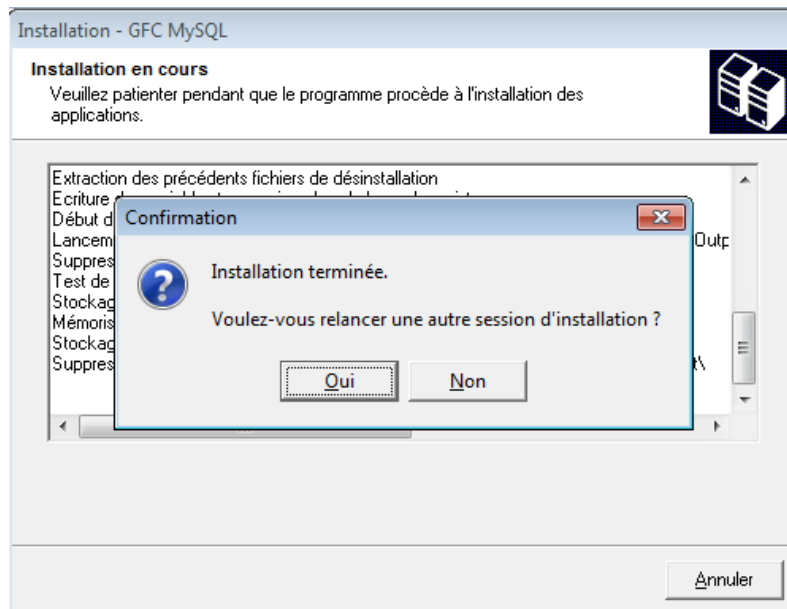 Installation - GFC MySQL
Installation en cours
Veuillez patienter pendant que le programme procède à l'installation des
applications.
Extraction des précédents fichiers de désinstallation
Ecriture
Début d
Lancem
Outp
Suppres
Test de
Stockag
Mémoris
Stockag
Suppres
t\
Confirmation
Installation terminée.
Voulez-vous relancer une autre session d'installation ?
Oui
Non
Annuler